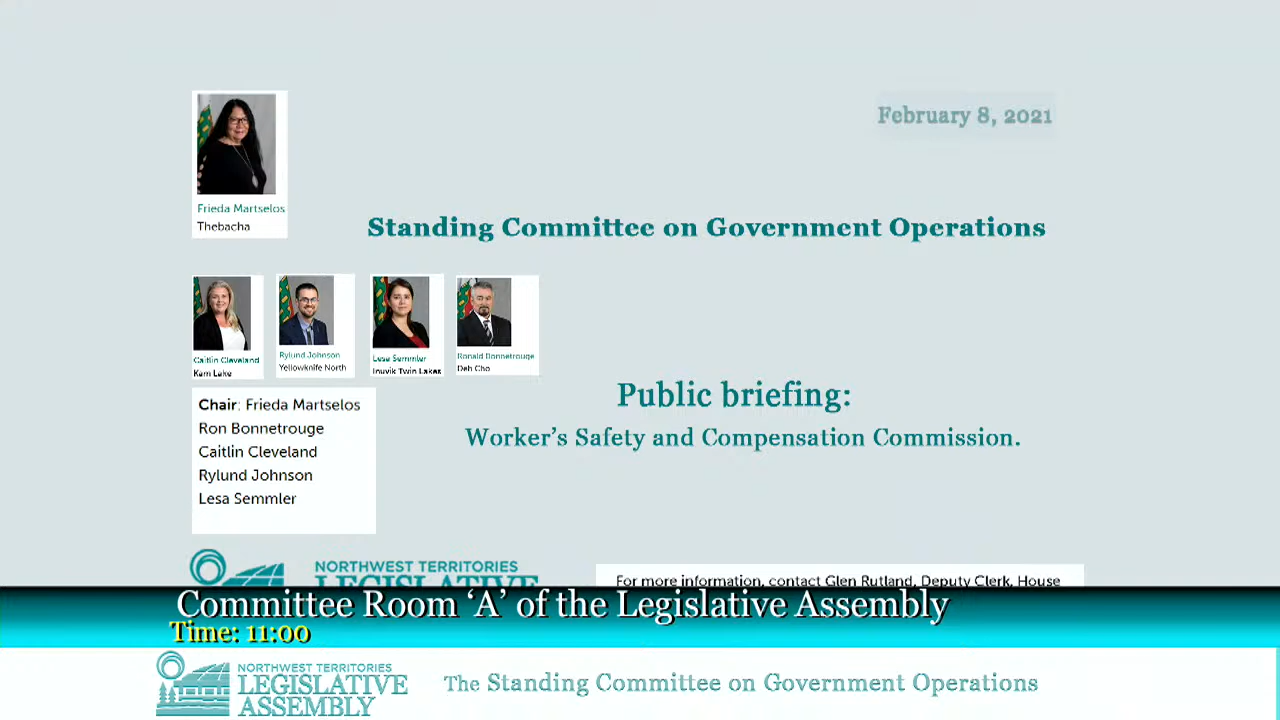 February 8, 2021
Frieda Martselos
Thebacha
Standing Committee on Government Operations
Caitlin Cleveland
Kam Lake
Rylund Johnson
Yellowknife North
Lesa Semmler
Inuvik Twin Lakes
Ronald Bonnetrouge
Deh Cho
Chair: Frieda Martselos
Ron Bonnetrouge
Caitlin Cleveland
Rylund Johnson
Lesa Semmler
Public briefing:
Worker's Safety and Compensation Commission.
NORTHWEST TERRITORIES
LEGISLATIVE
For more information, contact Glen Rutland, Deputy Clerk, House
Committee Room ‘A’ of the Legislative Assembly
Time: 11:00
NORTHWEST TERRITORIES
LEGISLATIVE
ASSEMBLY
The Standing Committee on Government Operations